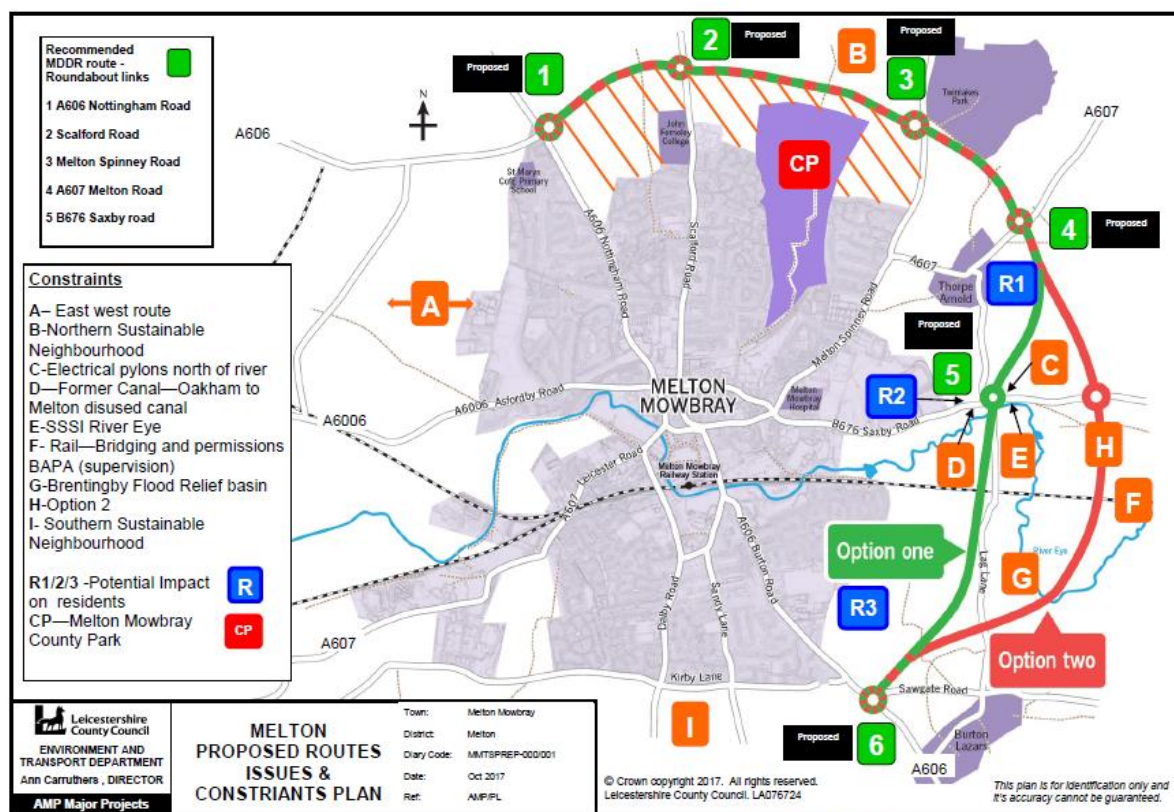 Recommended
MDDR route -
Roundabout links
1 A606 Nottingham Road
2 Scalford Road
3 Melton Spinney Road
4 A607 Melton Road
5 B676 Saxby road
Constraints
A– East west route
B-Northern Sustainable
Neighbourhood
C-Electrical pylons north of river
D—Former Canal—Oakham to
Melton disused canal
E-SSSI River Eye
F- Rail—Bridging and permissions
BAPA (supervision)
G-Brentingby Flood Relief basin
H-Option 2
I- Southern Sustainable
Neighbourhood
R1/2/3 -Potential Impact
on residents
R
CP—Melton Mowbray
County Park
CP
Proposed
1
2
Proposed
B
Proposed
3
N
A606
John
Ferneley
College
Twinlakes
Park
A607
St Marys
CofE Primary
School
CP
A606 Nottingham Road
Scalford Road
4
Proposed
A607
Thorpe
Arnold
R1
A
Melton Spinney Road
Proposed
5
C
MELTON
MOWBRAY
Melton
Mowbray
Hospital
R2
A6006 Asfordby Road
A6006
B676 Saxby Road
D
E
H
A607 Leicester Road
Melton Mowbray
Railway Station
F
A606 Burton Road
Option one
Lag Lane
River Eye
G
R3
Dalby Road
Sandy Lane
Option two
A607
Kirby Lane
Sawgate Road
I
Proposed
6
Burton
Lazars
A606
Leicestershire
County Council
ENVIRONMENT AND
TRANSPORT DEPARTMENT
Ann Carruthers , DIRECTOR
AMP Major Projects
MELTON
PROPOSED ROUTES
ISSUES &
CONSTRIANTS PLAN
Town: Melton Mowbray
District: Melton
Diary Code: MMTSPREP-000/001
Date: Oct 2017
Ref: AMP/PL
© Crown copyright 2017. All rights reserved.
Leicestershire County Council. LA076724
This plan is for identification only and
it's accuracy cannot be guaranteed.